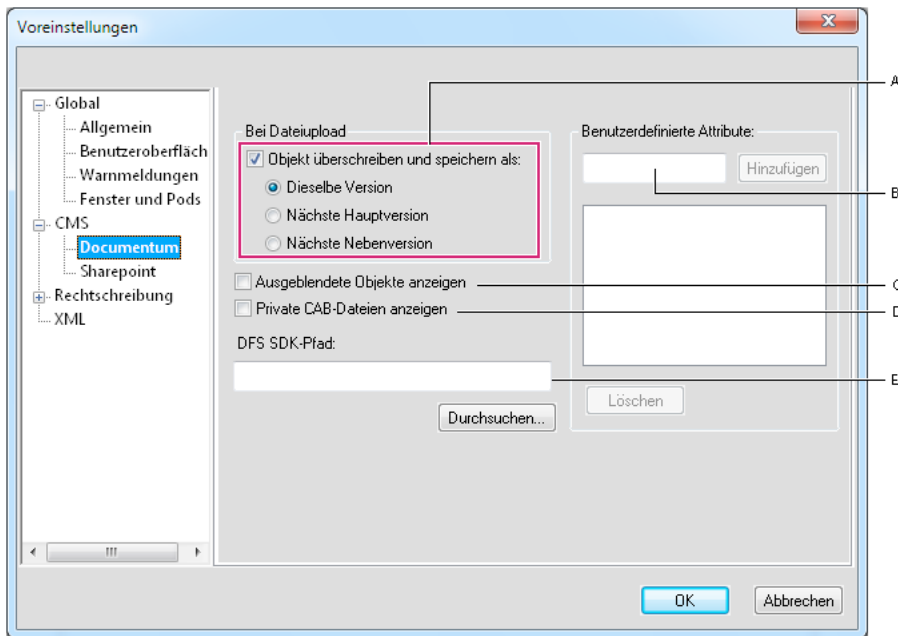 Voreinstellungen
Global
Allgemein
Benutzeroberfläch
Warnmeldungen
Fenster und Pods
CMS
Documentum
Sharepoint
Rechtschreibung
XML
Bei Dateiupload
Objekt überschreiben und speichern als:
Dieselbe Version
Nächste Hauptversion
Nächste Nebenversion
Ausgeblendete Objekte anzeigen
Private CAB-Dateien anzeigen
DFS SDK-Pfad:
Durchsuchen...
Benutzerdefinierte Attribute:
Hinzufügen
Löschen
A
B
C
D
E
OK
Abbrechen